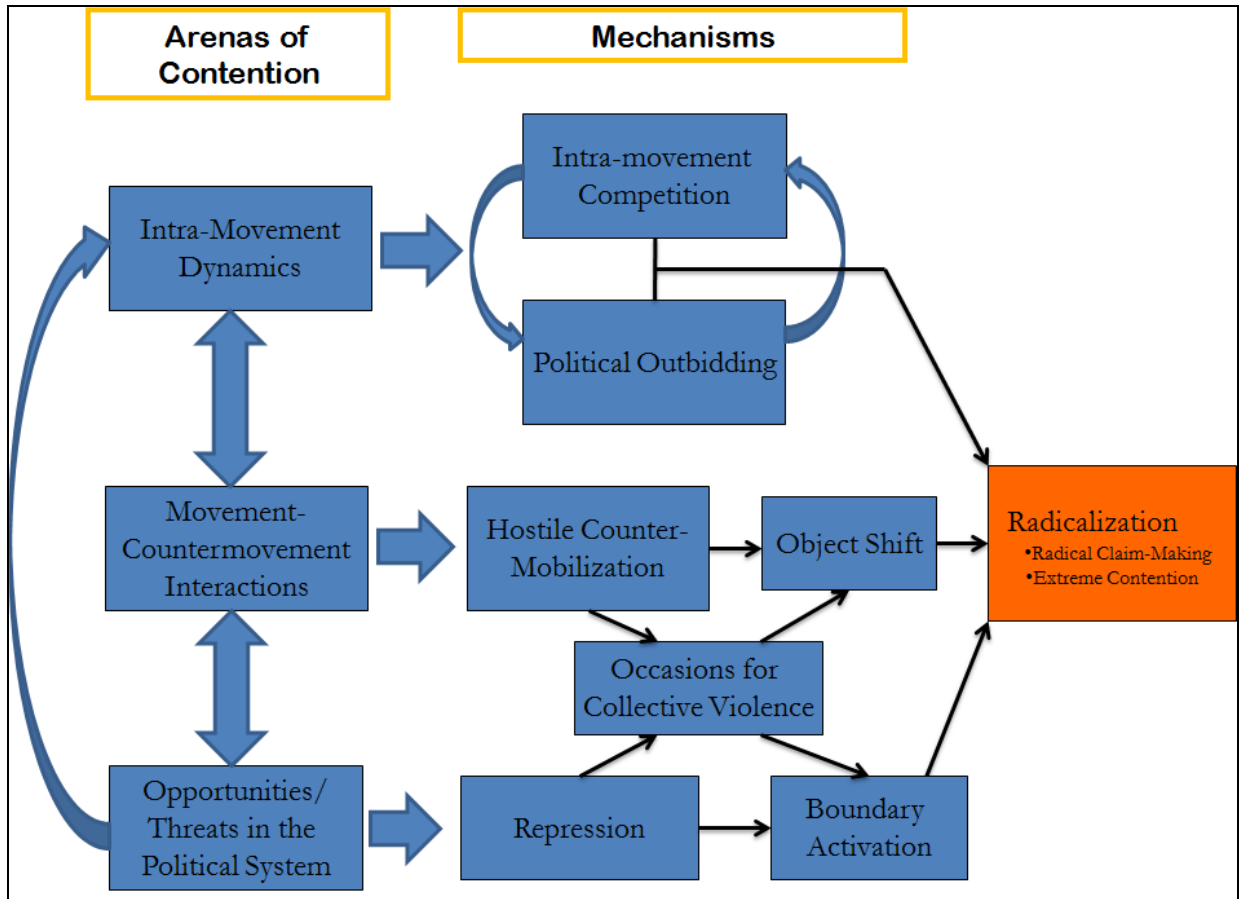 Arenas of
Contention
Mechanisms
Intra-movement
Competition
Intra-Movement
Dynamics
Political Outbidding
Movement-
Countermovement
Interactions
Hostile Counter-
Mobilization
Object Shift
Radicalization
•Radical Claim-Making
•Extreme Contention
Occasions for
Collective Violence
Opportunities/
Threats in the
Political System
Repression
Boundary
Activation